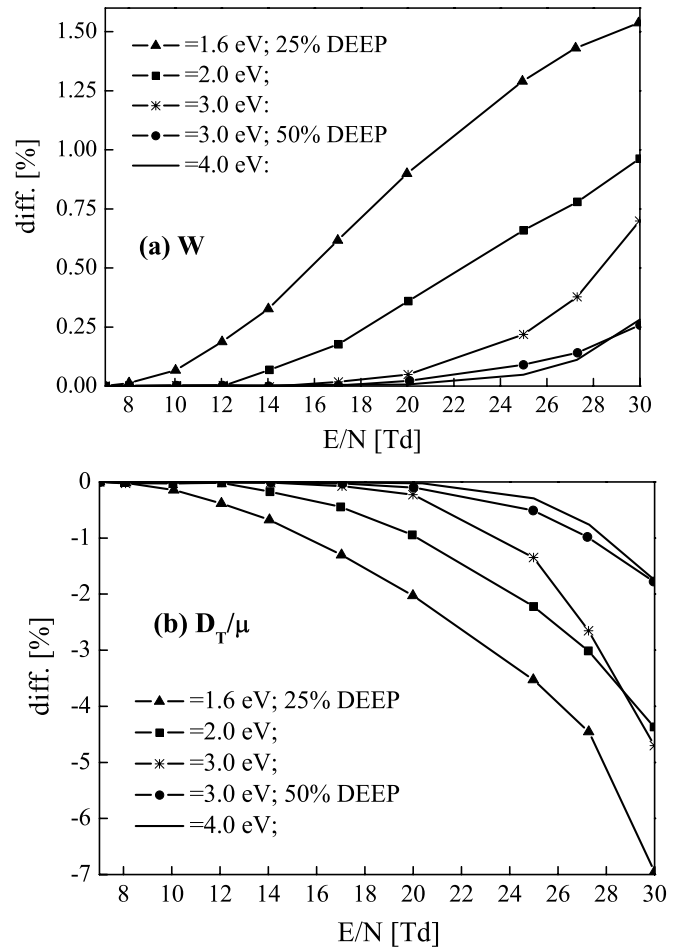 1.50
1.25
1.00
0.75
0.50
0.25
0.00
diff. [%]
=1.6 eV; 25% DEEP
=2.0 eV;
=3.0 eV:
=3.0 eV; 50% DEEP
=4.0 eV:
(a) W
8 10 12 14 16 18 20 22 24 26 28 30
E/N [Td]
0
-1
-2
-3
-4
-5
-6
-7
diff. [%]
(b) D_T/μ
=1.6 eV; 25% DEEP
=2.0 eV;
=3.0 eV;
=3.0 eV; 50% DEEP
=4.0 eV;
8 10 12 14 16 18 20 22 24 26 28 30
E/N [Td]